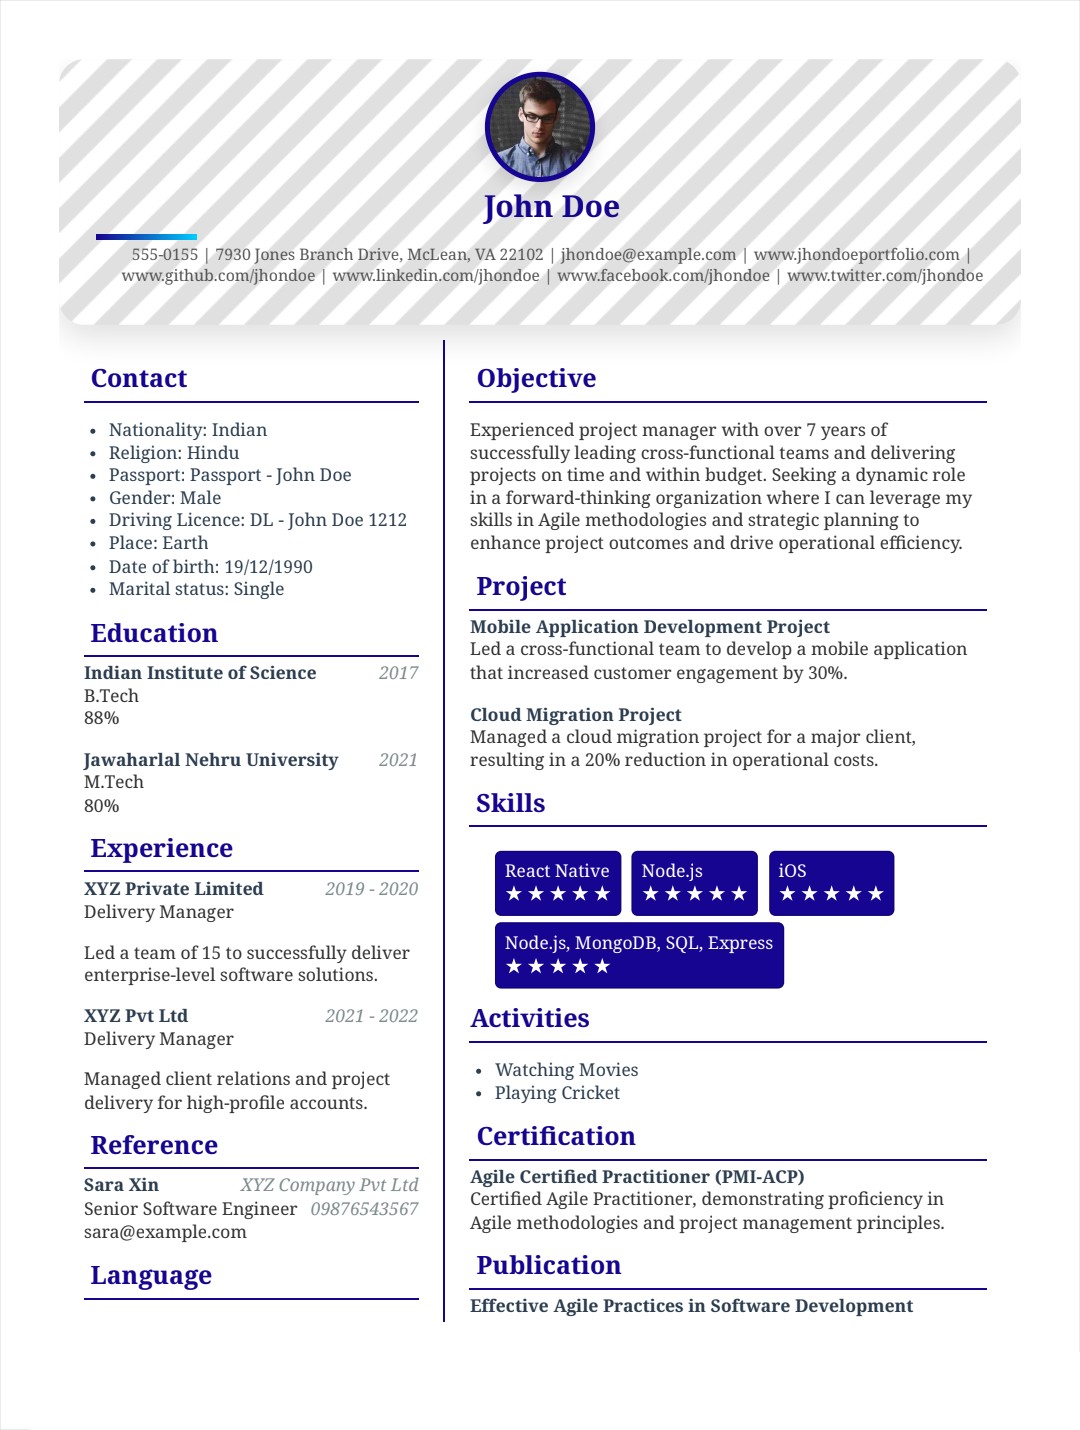 John Doe
555-0155 | 7930 Jones Branch Drive, McLean, VA 22102 | jhondoe@example.com | www.jhondoeportfolio.com |
www.github.com/jhondoe | www.linkedin.com/jhondoe | www.facebook.com/jhondoe | www.twitter.com/jhondoe
Contact
• Nationality: Indian
• Religion: Hindu
• Passport: Passport - John Doe
• Gender: Male
• Driving Licence: DL - John Doe 1212
• Place: Earth
• Date of birth: 19/12/1990
• Marital status: Single
Education
Indian Institute of Science 2017
B.Tech
88%
Jawaharlal Nehru University 2021
M.Tech
80%
Experience
XYZ Private Limited 2019 - 2020
Delivery Manager
Led a team of 15 to successfully deliver
enterprise-level software solutions.
XYZ Pvt Ltd 2021 - 2022
Delivery Manager
Managed client relations and project
delivery for high-profile accounts.
Reference
Sara Xin XYZ Company Pvt Ltd
Senior Software Engineer 09876543567
sara@example.com
Language
Objective
Experienced project manager with over 7 years of
successfully leading cross-functional teams and delivering
projects on time and within budget. Seeking a dynamic role
in a forward-thinking organization where I can leverage my
skills in Agile methodologies and strategic planning to
enhance project outcomes and drive operational efficiency.
Project
Mobile Application Development Project
Led a cross-functional team to develop a mobile application
that increased customer engagement by 30%.
Cloud Migration Project
Managed a cloud migration project for a major client,
resulting in a 20% reduction in operational costs.
Skills
React Native Node.js iOS
★ ★ ★ ★ ★ ★ ★ ★ ★ ★ ★ ★ ★ ★ ★
Node.js, MongoDB, SQL, Express
★ ★ ★ ★ ★
Activities
• Watching Movies
• Playing Cricket
Certification
Agile Certified Practitioner (PMI-ACP)
Certified Agile Practitioner, demonstrating proficiency in
Agile methodologies and project management principles.
Publication
Effective Agile Practices in Software Development